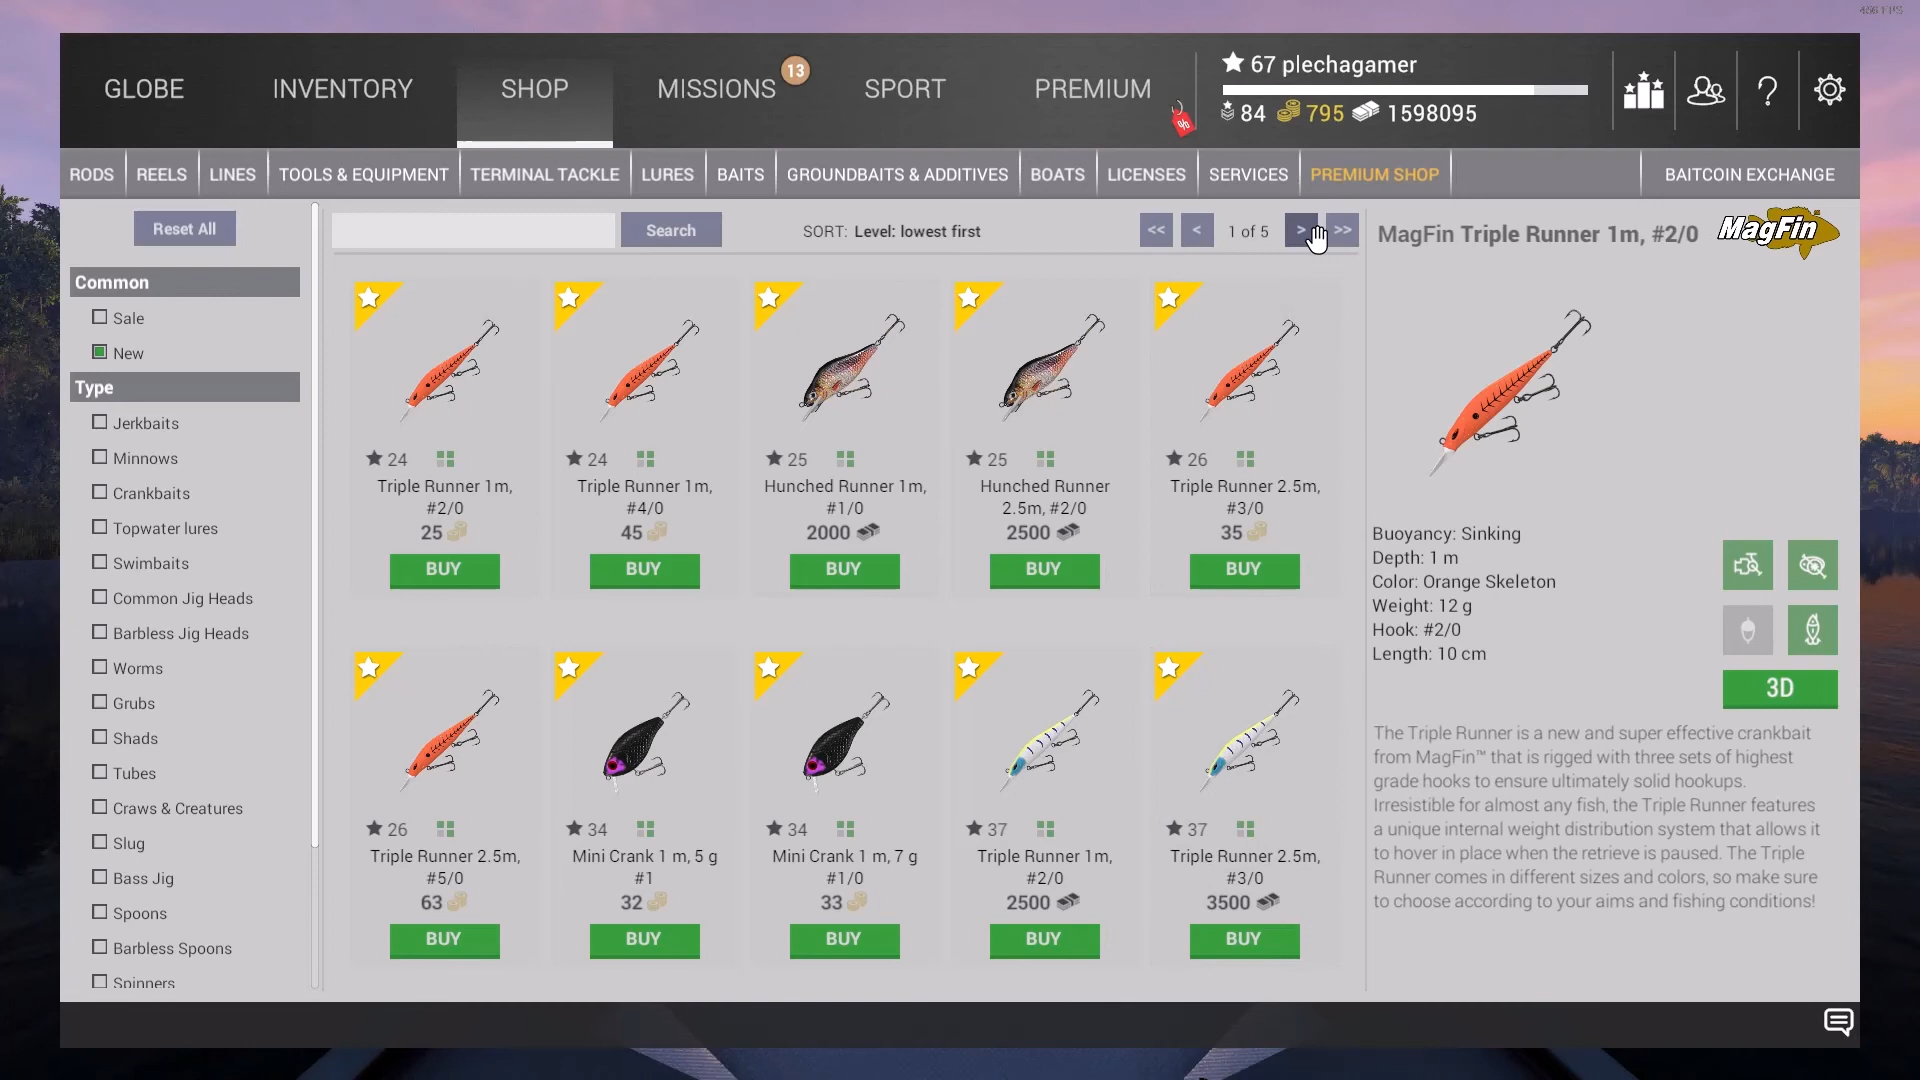 GLOBE
INVENTORY
SHOP
MISSIONS
13
SPORT
PREMIUM
%
67 plechagamer
84 795 1598095
?
RODS
REELS
LINES
TOOLS & EQUIPMENT
TERMINAL TACKLE
LURES
BAITS
GROUNDBAITS & ADDITIVES
BOATS
LICENSES
SERVICES
PREMIUM SHOP
BAITCOIN EXCHANGE
Reset All
Search
SORT: Level: lowest first
<<
<
1 of 5
>
>>
Common
Sale
New
Type
Jerkbaits
Minnows
Crankbaits
Topwater lures
Swimbaits
Common Jig Heads
Barbless Jig Heads
Worms
Grubs
Shads
Tubes
Craws & Creatures
Slug
Bass Jig
Spoons
Barbless Spoons
Spinners
24
Triple Runner 1m,
#2/0
25
BUY
24
Triple Runner 1m,
#4/0
45
BUY
25
Hunched Runner 1m,
#1/0
2000
BUY
25
Hunched Runner
2.5m, #2/0
2500
BUY
26
Triple Runner 2.5m,
#3/0
35
BUY
26
Triple Runner 2.5m,
#5/0
63
BUY
34
Mini Crank 1 m, 5 g
#1
32
BUY
34
Mini Crank 1 m, 7 g
#1/0
33
BUY
37
Triple Runner 1m,
#2/0
2500
BUY
37
Triple Runner 2.5m,
#3/0
3500
BUY
MagFin Triple Runner 1m, #2/0
MagFin
Buoyancy: Sinking
Depth: 1 m
Color: Orange Skeleton
Weight: 12 g
Hook: #2/0
Length: 10 cm
3D
The Triple Runner is a new and super effective crankbait
from MagFin™ that is rigged with three sets of highest
grade hooks to ensure ultimately solid hookups.
Irresistible for almost any fish, the Triple Runner features
a unique internal weight distribution system that allows it
to hover in place when the retrieve is paused. The Triple
Runner comes in different sizes and colors, so make sure
to choose according to your aims and fishing conditions!